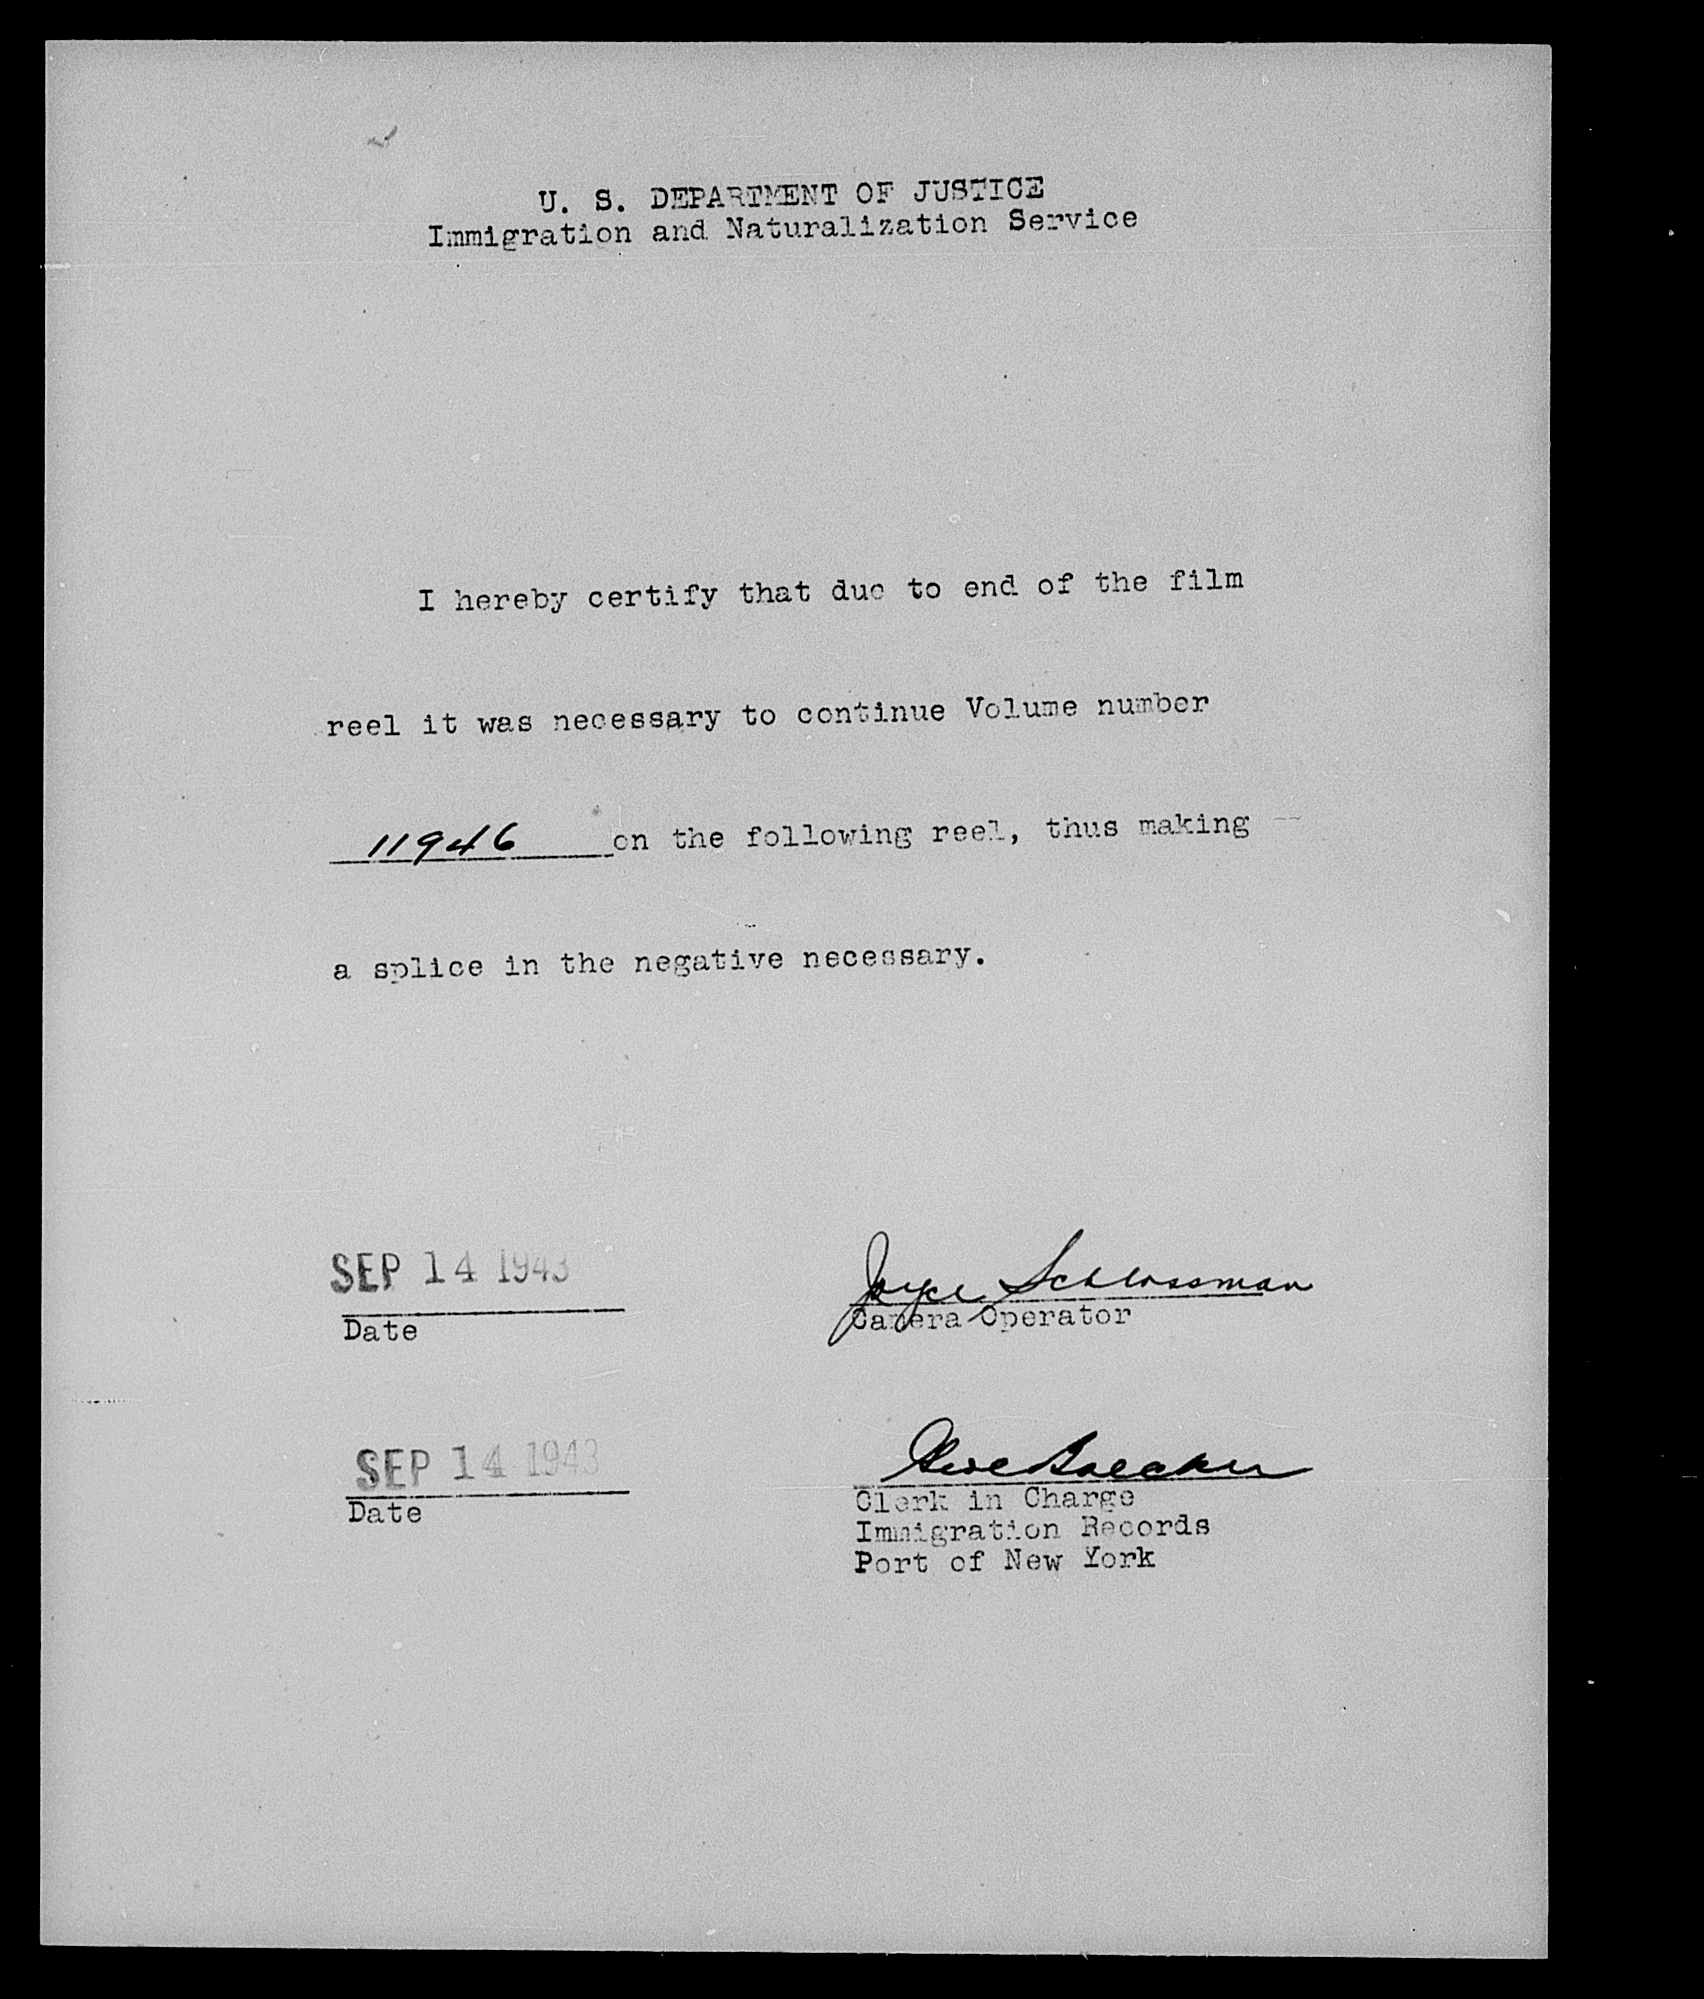 U. S. DEPARTMENT OF JUSTICE
Immigration and Naturalization Service
I hereby certify that due to end of the film
reel it was necessary to continue Volume number
11946 on the following reel, thus making
a splice in the negative necessary.
SEP 14 1943
Date
Joyce Schlossman
Camera Operator
SEP 14 1943
Date
Clerk in Charge
Immigration Records
Port of New York